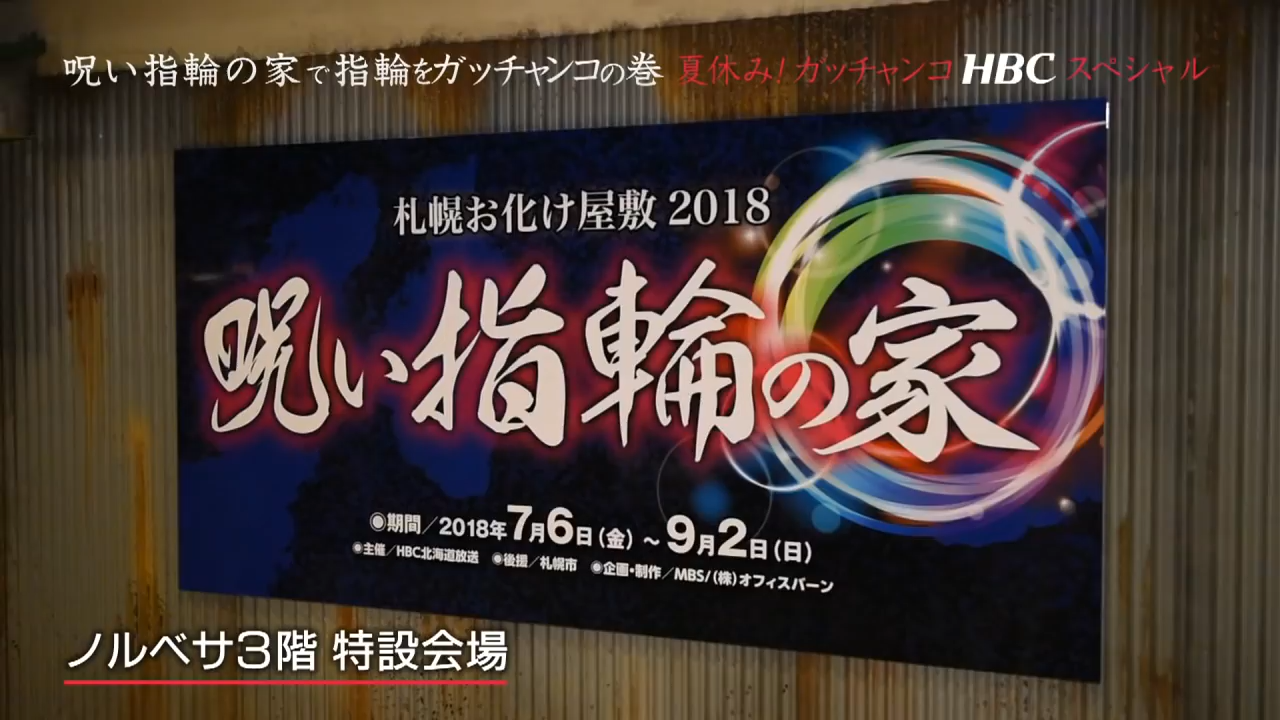 呪い指輪の家で指輪をガッチャンコの巻 夏休み！ガッチャンコ HBC スペシャル
札幌お化け屋敷 2018
呪い指輪の家
◉期間／2018年7月6日（金）～9月2日（日）
◉主催／HBC北海道放送 ◉後援／札幌市 ◉企画・制作／MBS/（株）オフィスバーン
ノルベサ3階 特設会場